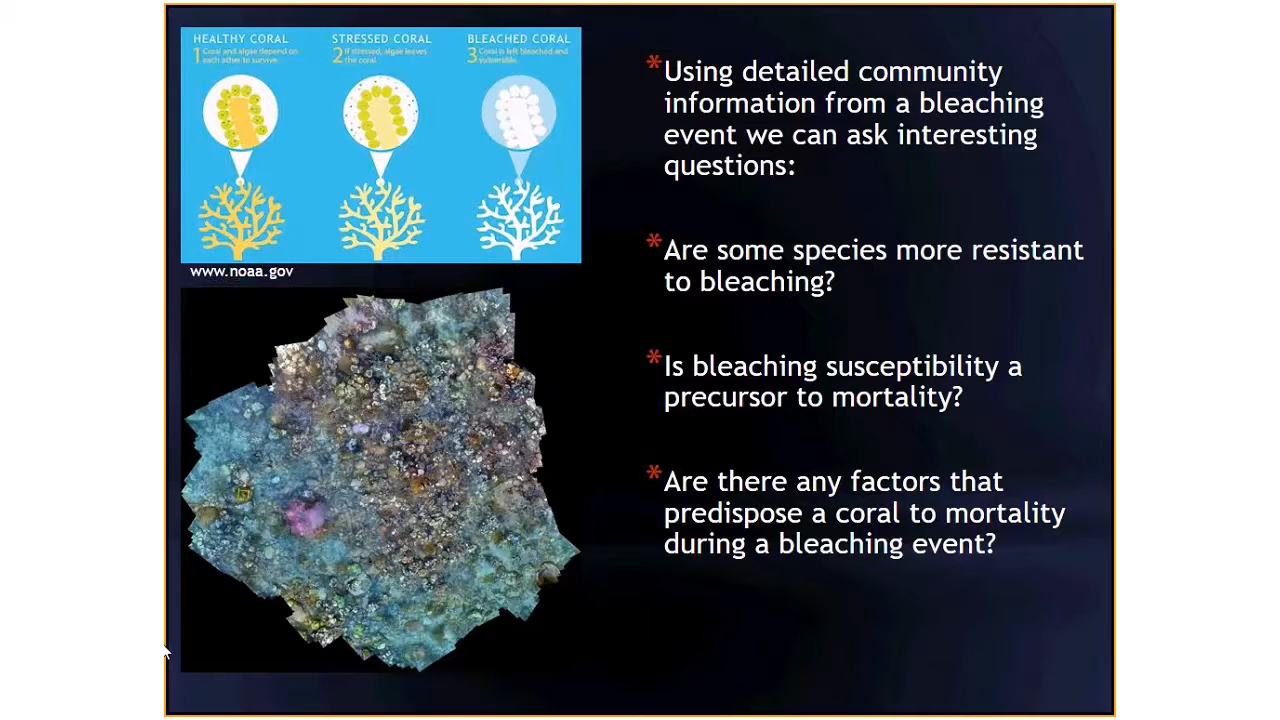 HEALTHY CORAL
1 Coral and algae depend on
each other to survive.
STRESSED CORAL
2 If stressed, algae leaves
the coral.
BLEACHED CORAL
3 Coral is left bleached and
vulnerable.
www.noaa.gov
* Using detailed community
information from a bleaching
event we can ask interesting
questions:
* Are some species more resistant
to bleaching?
* Is bleaching susceptibility a
precursor to mortality?
* Are there any factors that
predispose a coral to mortality
during a bleaching event?